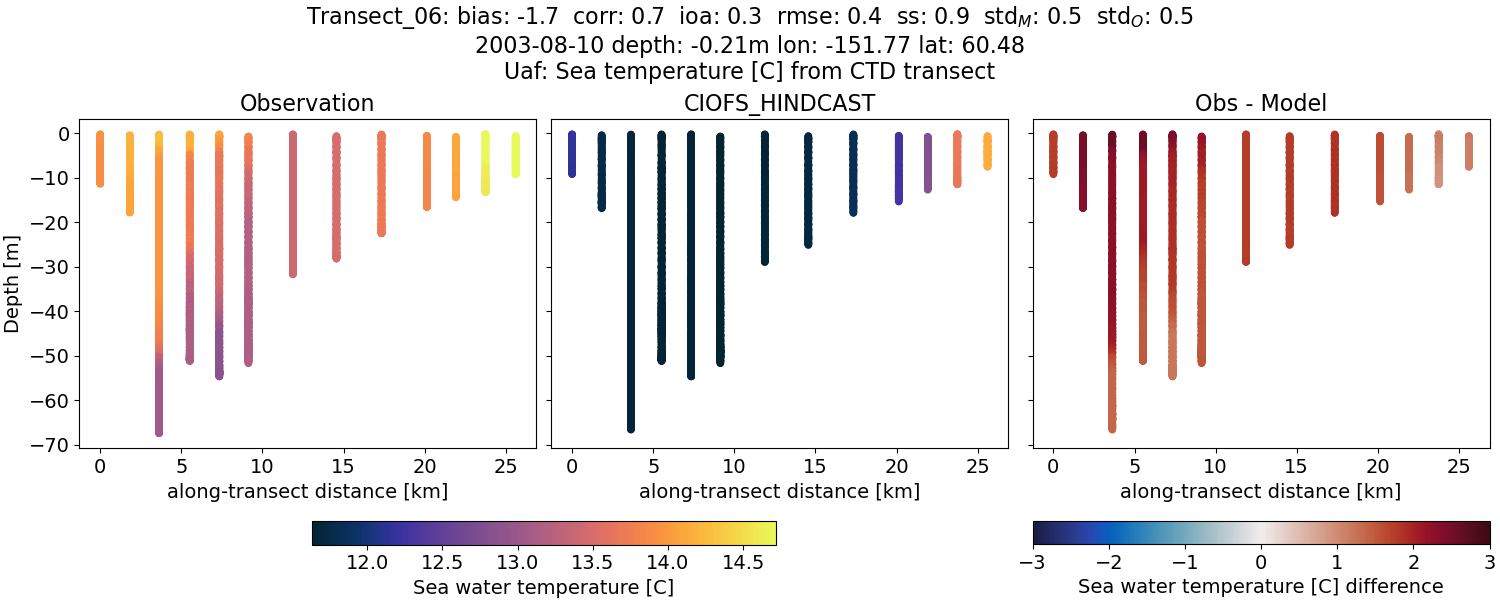 Transect_06: bias: -1.7 corr: 0.7 ioa: 0.3 rmse: 0.4 ss: 0.9 std_M: 0.5 std_O: 0.5
2003-08-10 depth: -0.21m lon: -151.77 lat: 60.48
Uaf: Sea temperature [C] from CTD transect
Observation
CIOFS_HINDCAST
Obs - Model
Depth [m]
0
−10
−20
−30
−40
−50
−60
−70
0 5 10 15 20 25
0 5 10 15 20 25
0 5 10 15 20 25
along-transect distance [km]
along-transect distance [km]
along-transect distance [km]
12.0 12.5 13.0 13.5 14.0 14.5
Sea water temperature [C]
−3 −2 −1 0 1 2 3
Sea water temperature [C] difference